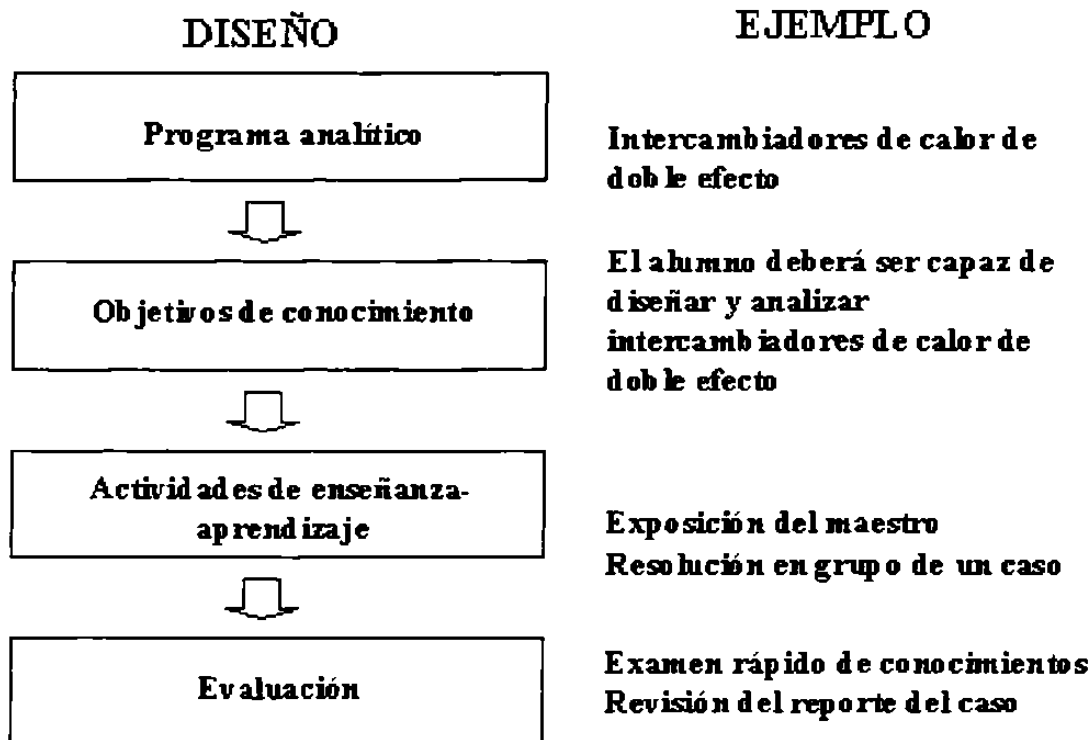 DISEÑO
EJEMPLO
Programa analítico
Intercambiadores de calor de
doble efecto
Objetivos de conocimiento
El alumno deberá ser capaz de
diseñar y analizar
intercambiadores de calor de
doble efecto
Actividades de enseñanza-
aprendizaje
Exposición del maestro
Resolución en grupo de un caso
Evaluación
Examen rápido de conocimientos
Revisión del reporte del caso